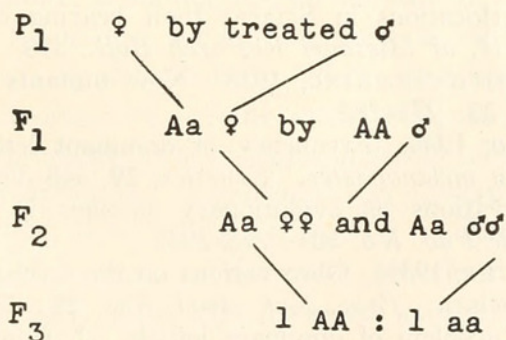 P1 ♀ by treated ♂
F1 Aa ♀ by AA ♂
F2 Aa ♀♀ and Aa ♂♂
F3 1 AA : 1 aa